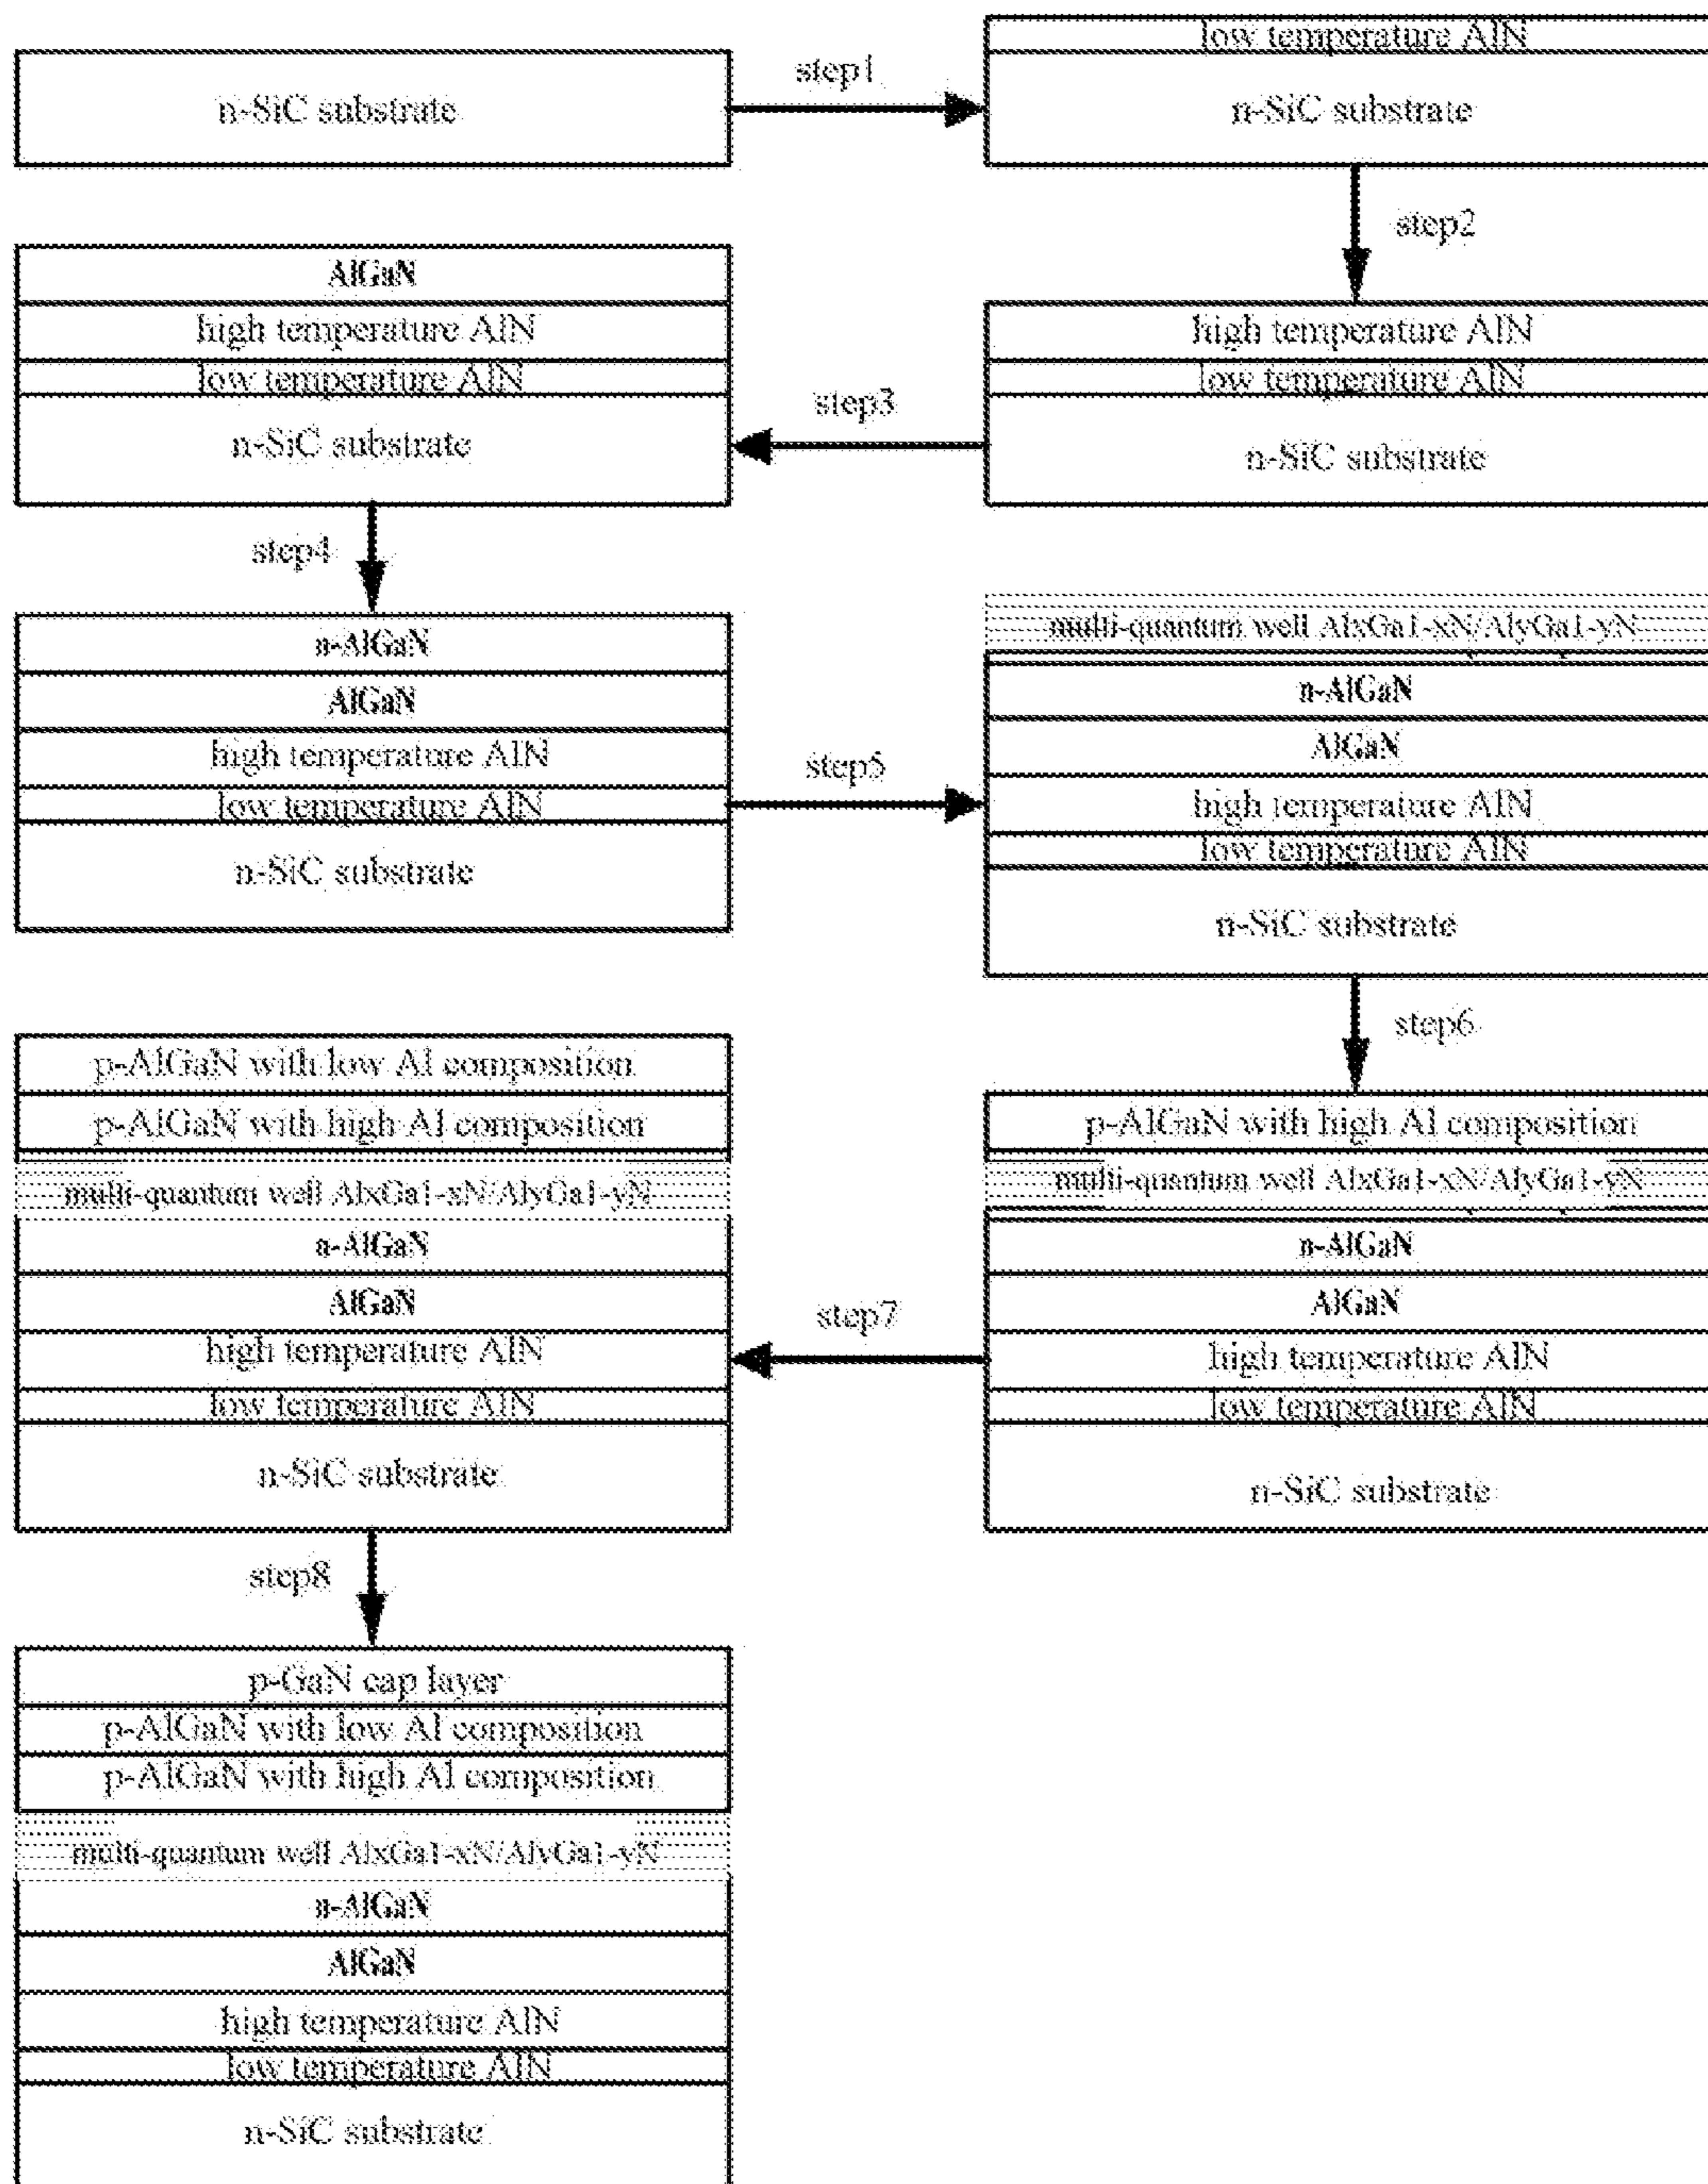 n-SiC substrate
step1
low temperature AlN
n-SiC substrate
step2
high temperature AlN
low temperature AlN
n-SiC substrate
step3
AlGaN
high temperature AlN
low temperature AlN
n-SiC substrate
step4
n-AlGaN
AlGaN
high temperature AlN
low temperature AlN
n-SiC substrate
step5
multi-quantum well AlxGa1-xN/AlyGa1-yN
n-AlGaN
AlGaN
high temperature AlN
low temperature AlN
n-SiC substrate
step6
p-AlGaN with high Al composition
multi-quantum well AlxGa1-xN/AlyGa1-yN
n-AlGaN
AlGaN
high temperature AlN
low temperature AlN
n-SiC substrate
step7
p-AlGaN with low Al composition
p-AlGaN with high Al composition
multi-quantum well AlxGa1-xN/AlyGa1-yN
n-AlGaN
AlGaN
high temperature AlN
low temperature AlN
n-SiC substrate
step8
p-GaN cap layer
p-AlGaN with low Al composition
p-AlGaN with high Al composition
multi-quantum well AlxGa1-xN/AlyGa1-yN
n-AlGaN
AlGaN
high temperature AlN
low temperature AlN
n-SiC substrate